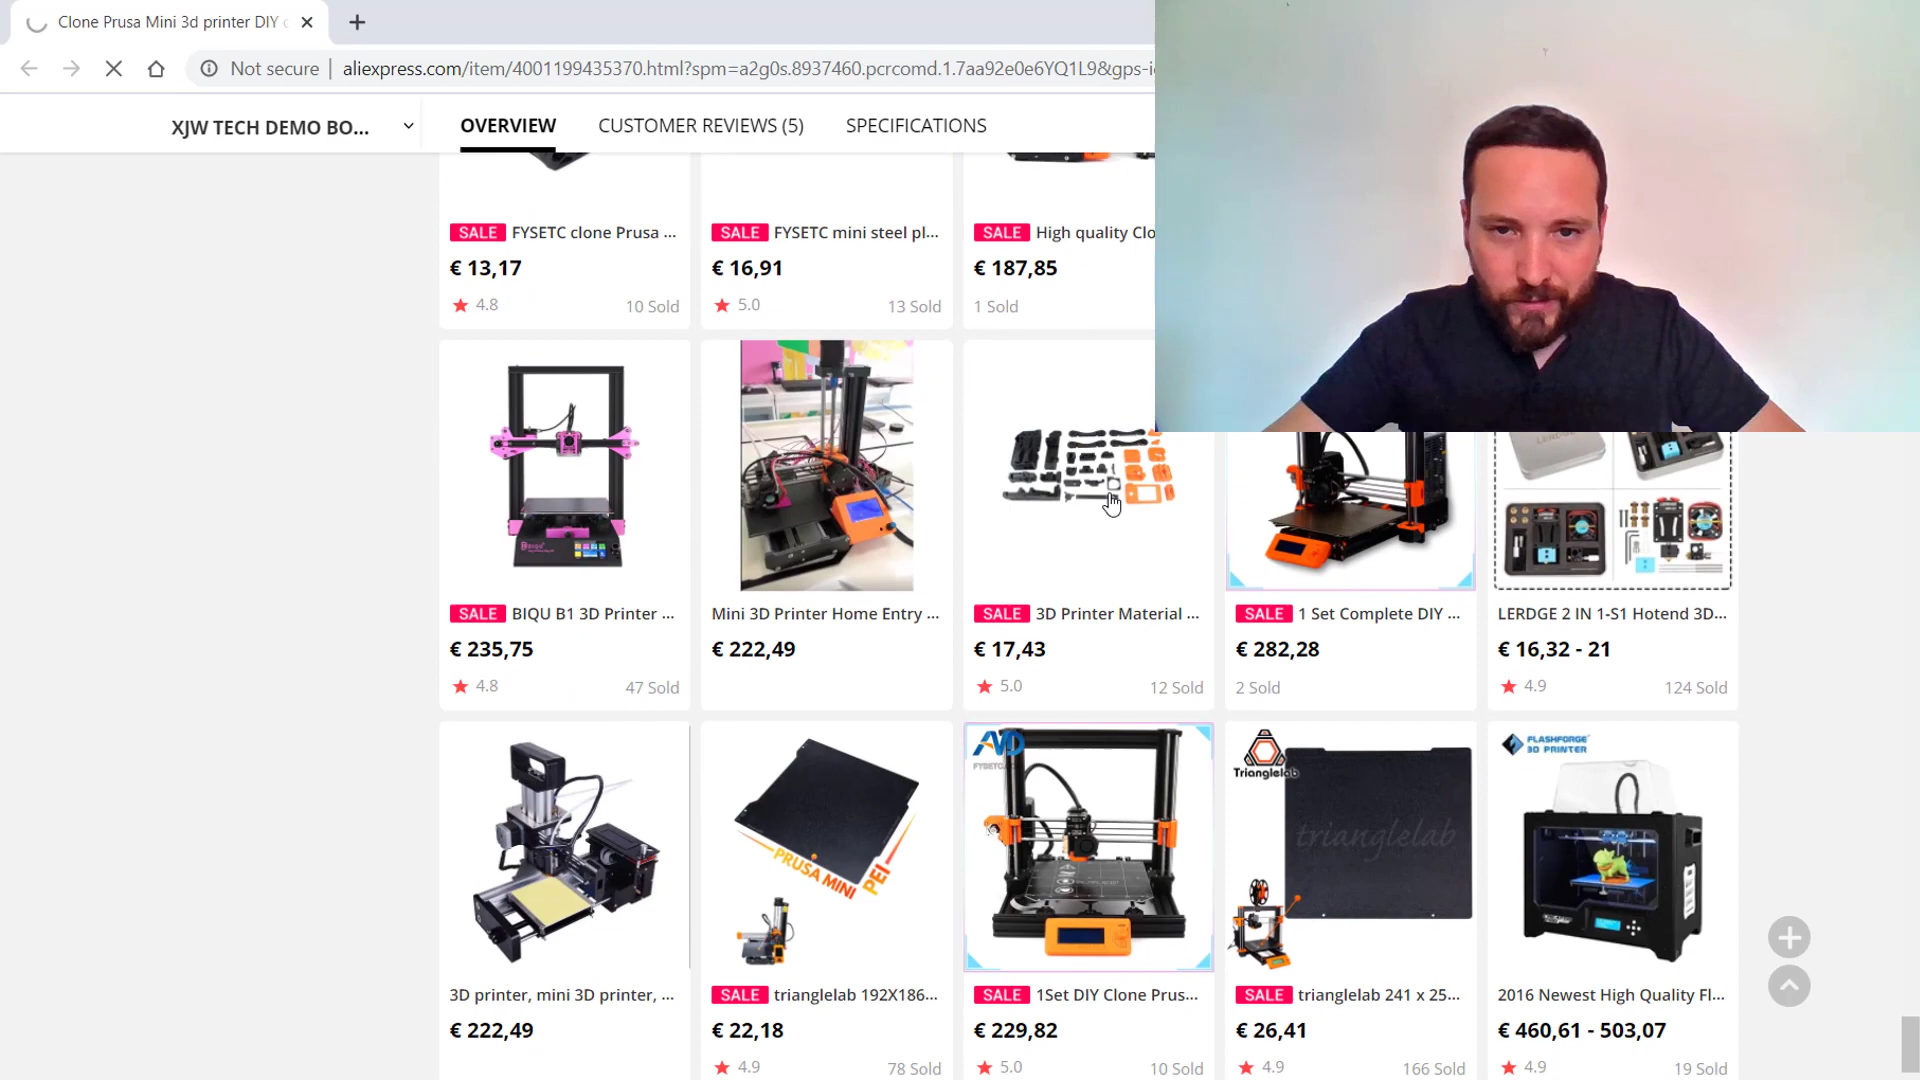 Clone Prusa Mini 3d printer DIY
Not secure | aliexpress.com/item/4001199435370.html?spm=a2g0s.8937460.pcrcomd.1.7aa92e0e6YQ1L9&gps-i
XJW TECH DEMO BO...
OVERVIEW
CUSTOMER REVIEWS (5)
SPECIFICATIONS
SALE FYSETC clone Prusa ...
€ 13,17
4.8
10 Sold
SALE FYSETC mini steel pl...
€ 16,91
5.0
13 Sold
SALE High quality Clo
€ 187,85
1 Sold
BIQU
SALE BIQU B1 3D Printer ...
€ 235,75
4.8
47 Sold
Mini 3D Printer Home Entry ...
€ 222,49
SALE 3D Printer Material ...
€ 17,43
5.0
12 Sold
SALE 1 Set Complete DIY ...
€ 282,28
2 Sold
LERDGE
LERDGE 2 IN 1-S1 Hotend 3D...
€ 16,32 - 21
4.9
124 Sold
3D printer, mini 3D printer, ...
€ 222,49
PRUSA MINI
PEI
SALE trianglelab 192X186...
€ 22,18
4.9
78 Sold
FYSETC
SALE 1Set DIY Clone Prus...
€ 229,82
5.0
10 Sold
Trianglelab
trianglelab
SALE trianglelab 241 x 25...
€ 26,41
4.9
166 Sold
FLASHFORGE
3D PRINTER
2016 Newest High Quality Fl...
€ 460,61 - 503,07
4.9
19 Sold